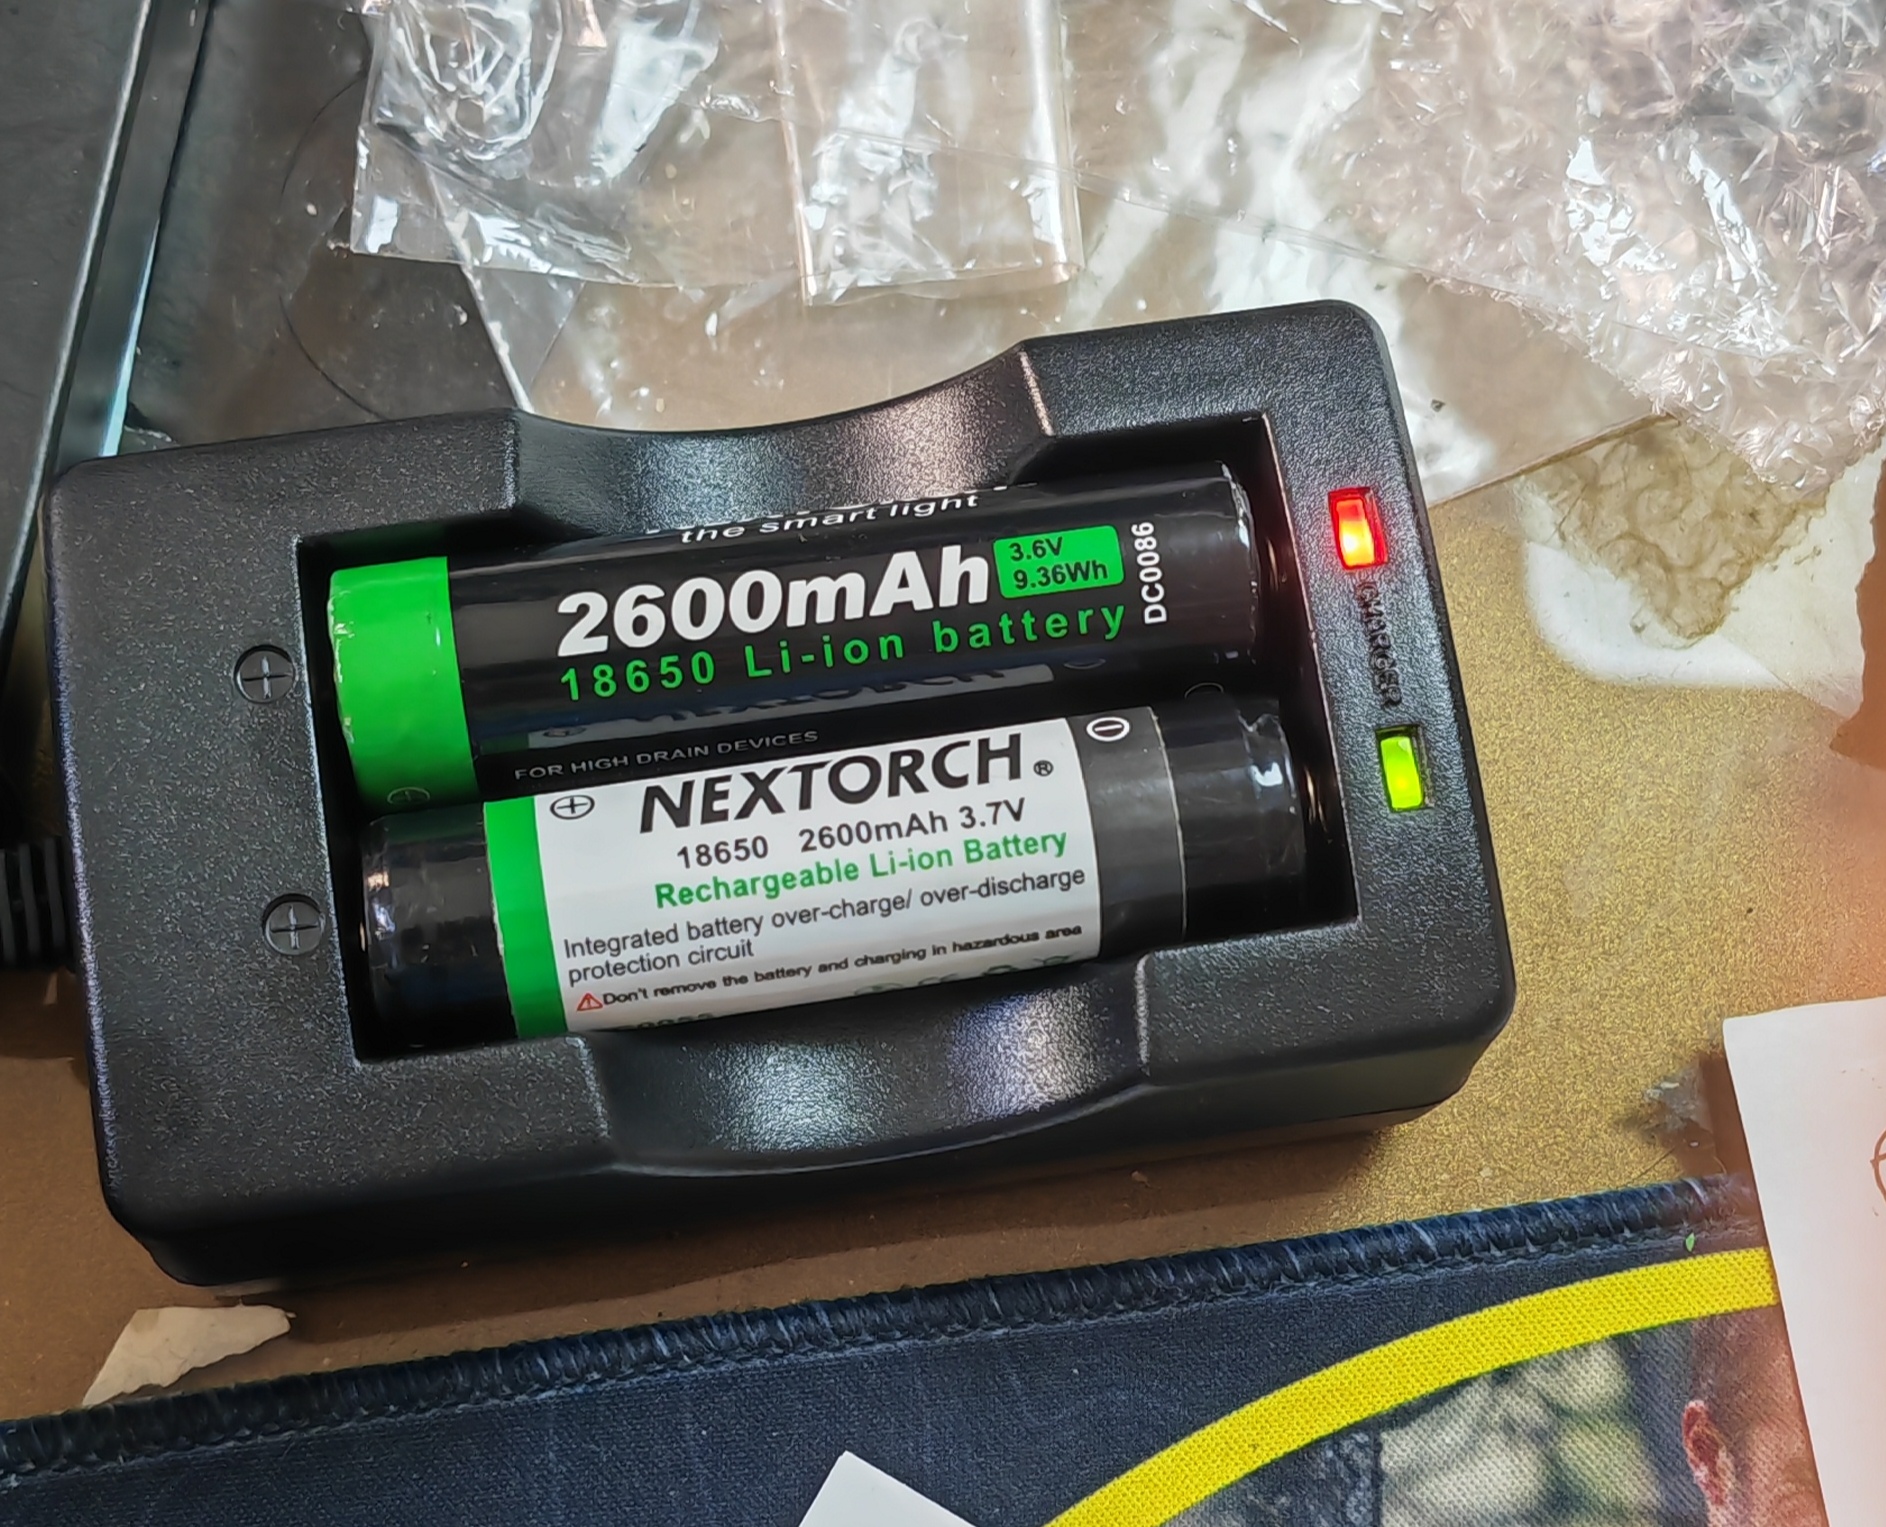 the smart light
2600mAh
3.6V
9.36Wh
DC0086
18650 Li-ion battery
FOR HIGH DRAIN DEVICES
NEXTORCH®
18650 2600mAh 3.7V
Rechargeable Li-ion Battery
Integrated battery over-charge/ over-discharge
protection circuit
⚠Don't remove the battery and charging in hazardous area
CHARGER